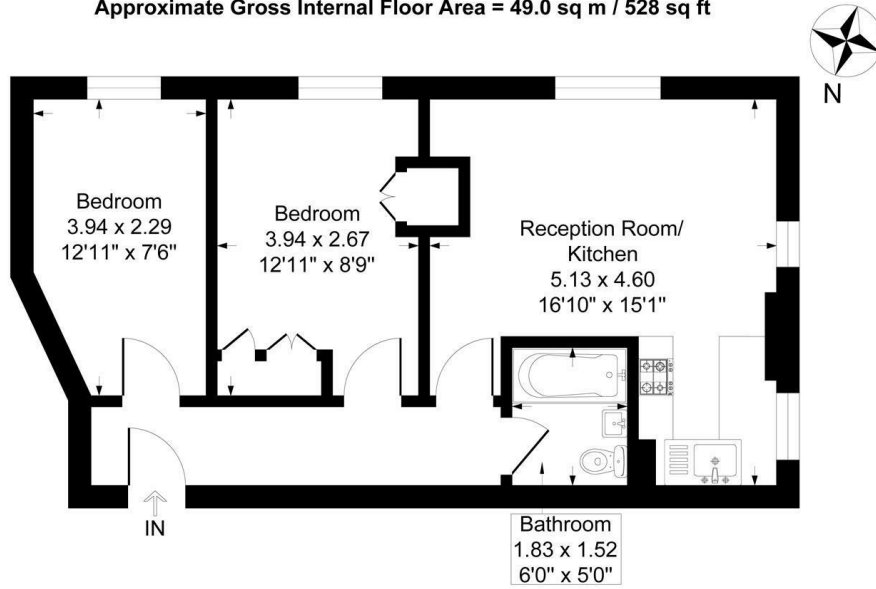 Approximate Gross Internal Floor Area = 49.0 sq m / 528 sq ft
N
Bedroom
3.94 x 2.29
12'11" x 7'6"
Bedroom
3.94 x 2.67
12'11" x 8'9"
Reception Room/
Kitchen
5.13 x 4.60
16'10" x 15'1"
IN
Bathroom
1.83 x 1.52
6'0" x 5'0"